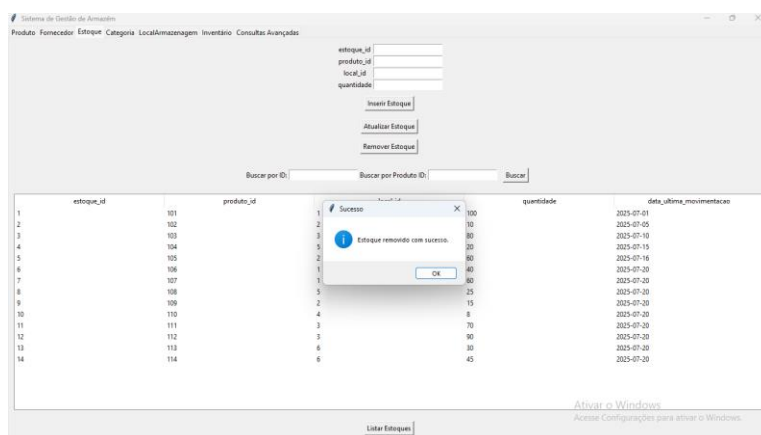 Sistema de Gestão de Armazém
Produto Fornecedor Estoque Categoria LocalArmazenagem Inventário Consultas Avançadas
estoque_id
produto_id
local_id
quantidade
Inserir Estoque
Atualizar Estoque
Remover Estoque
Buscar por ID: Buscar por Produto ID: Buscar
estoque_id produto_id quantidade data_ultima_movimentacao
Sucesso
Estoque removido com sucesso.
OK
1 101 1 100 2025-07-01
2 102 2 10 2025-07-05
3 103 3 80 2025-07-10
4 104 5 20 2025-07-15
5 105 2 60 2025-07-16
6 106 1 40 2025-07-20
7 107 1 60 2025-07-20
8 108 5 25 2025-07-20
9 109 2 15 2025-07-20
10 110 4 8 2025-07-20
11 111 3 70 2025-07-20
12 112 3 90 2025-07-20
13 113 6 30 2025-07-20
14 114 6 45 2025-07-20
Ativar o Windows
Acesse Configurações para ativar o Windows.
Listar Estoques